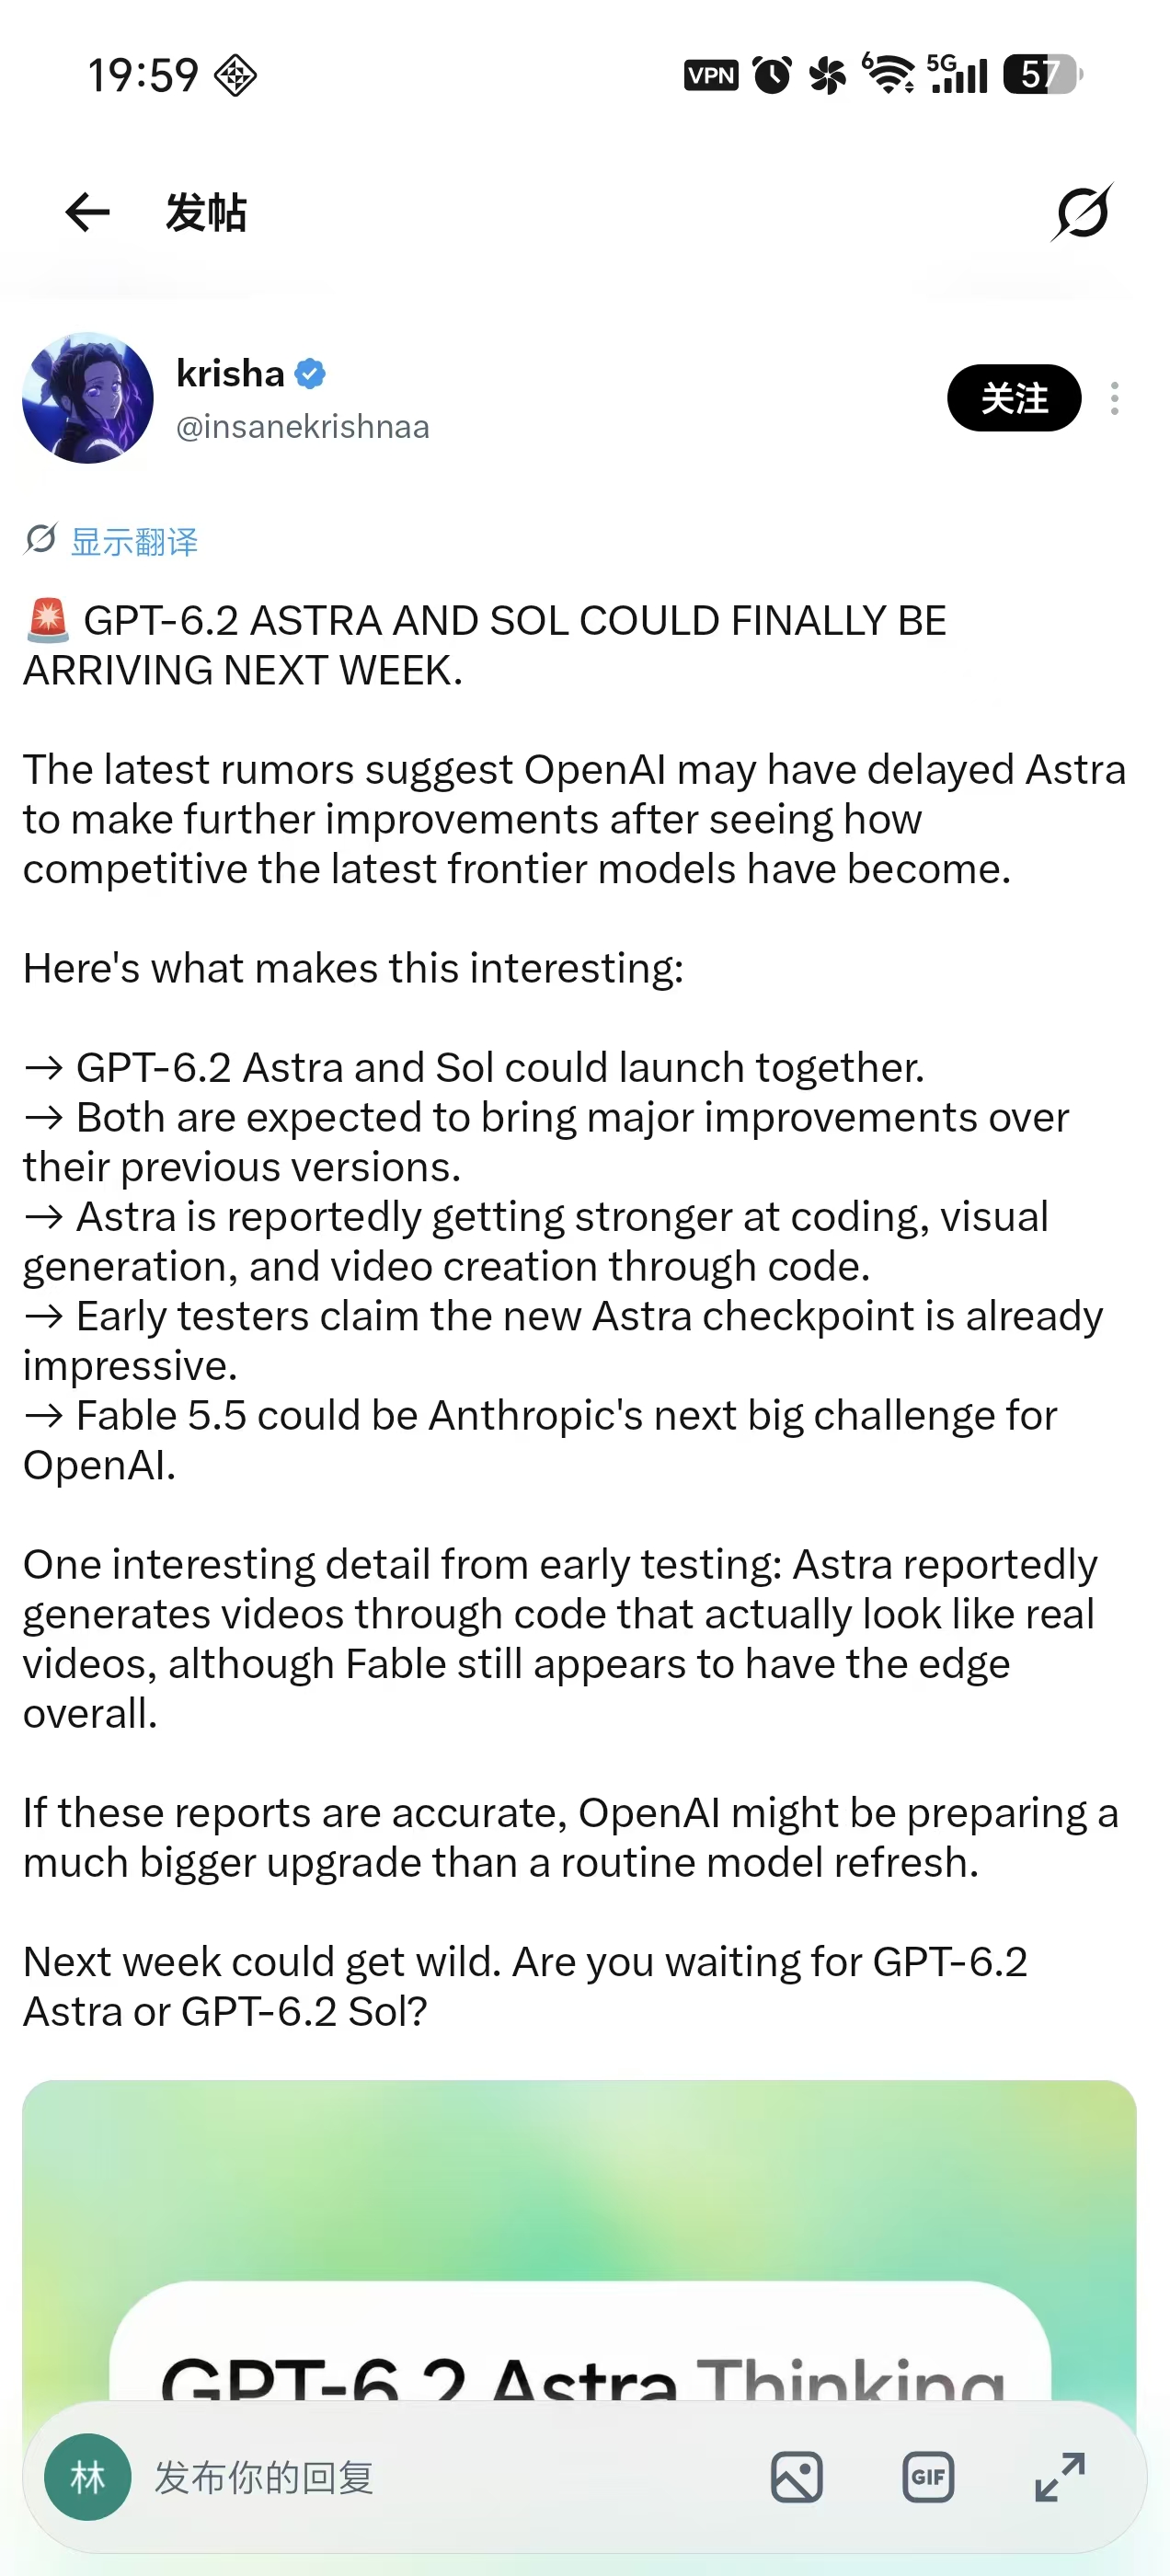 19:59
VPN
6
5G
57
发帖
krisha
@insanekrishnaa
关注
显示翻译
🚨 GPT-6.2 ASTRA AND SOL COULD FINALLY BE
ARRIVING NEXT WEEK.
The latest rumors suggest OpenAI may have delayed Astra
to make further improvements after seeing how
competitive the latest frontier models have become.
Here's what makes this interesting:
→ GPT-6.2 Astra and Sol could launch together.
→ Both are expected to bring major improvements over
their previous versions.
→ Astra is reportedly getting stronger at coding, visual
generation, and video creation through code.
→ Early testers claim the new Astra checkpoint is already
impressive.
→ Fable 5.5 could be Anthropic's next big challenge for
OpenAI.
One interesting detail from early testing: Astra reportedly
generates videos through code that actually look like real
videos, although Fable still appears to have the edge
overall.
If these reports are accurate, OpenAI might be preparing a
much bigger upgrade than a routine model refresh.
Next week could get wild. Are you waiting for GPT-6.2
Astra or GPT-6.2 Sol?
GPT-6.2 Astra Thinking
林
发布你的回复
GIF